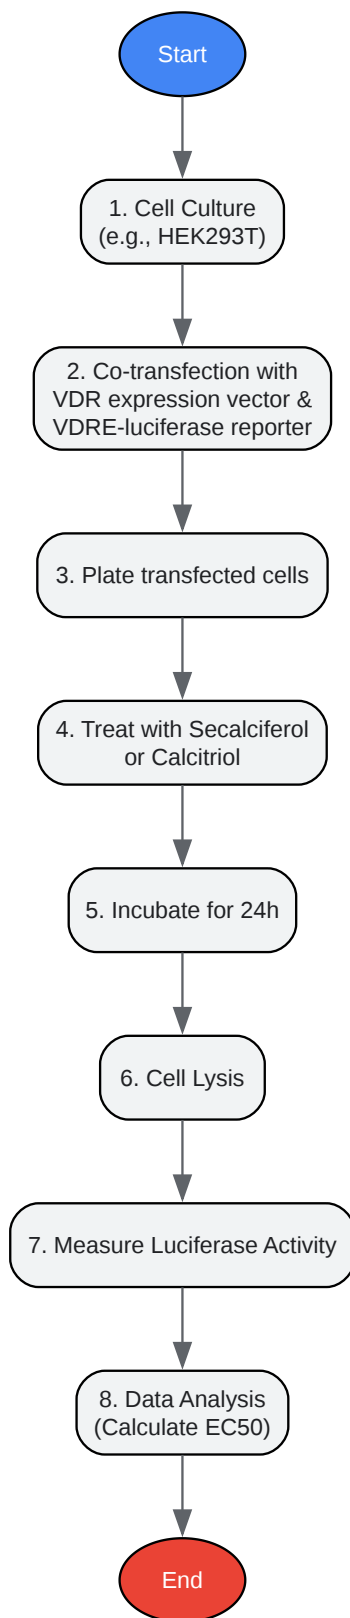 Start
1. Cell Culture
(e.g., HEK293T)
2. Co-transfection with
VDR expression vector &
VDRE-luciferase reporter
3. Plate transfected cells
4. Treat with Secalciferol
or Calcitriol
5. Incubate for 24h
6. Cell Lysis
7. Measure Luciferase Activity
8. Data Analysis
(Calculate EC50)
End